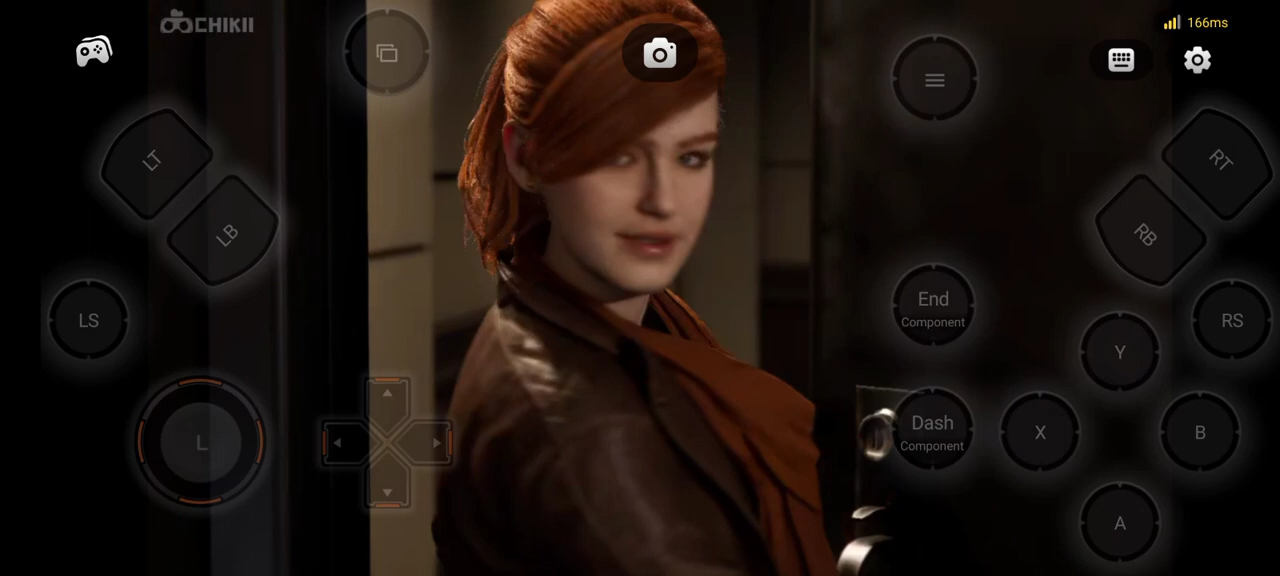 CHIKII
166ms
LT
RT
LB
RB
End
Component
LS
RS
Y
Dash
Component
X
B
L
A